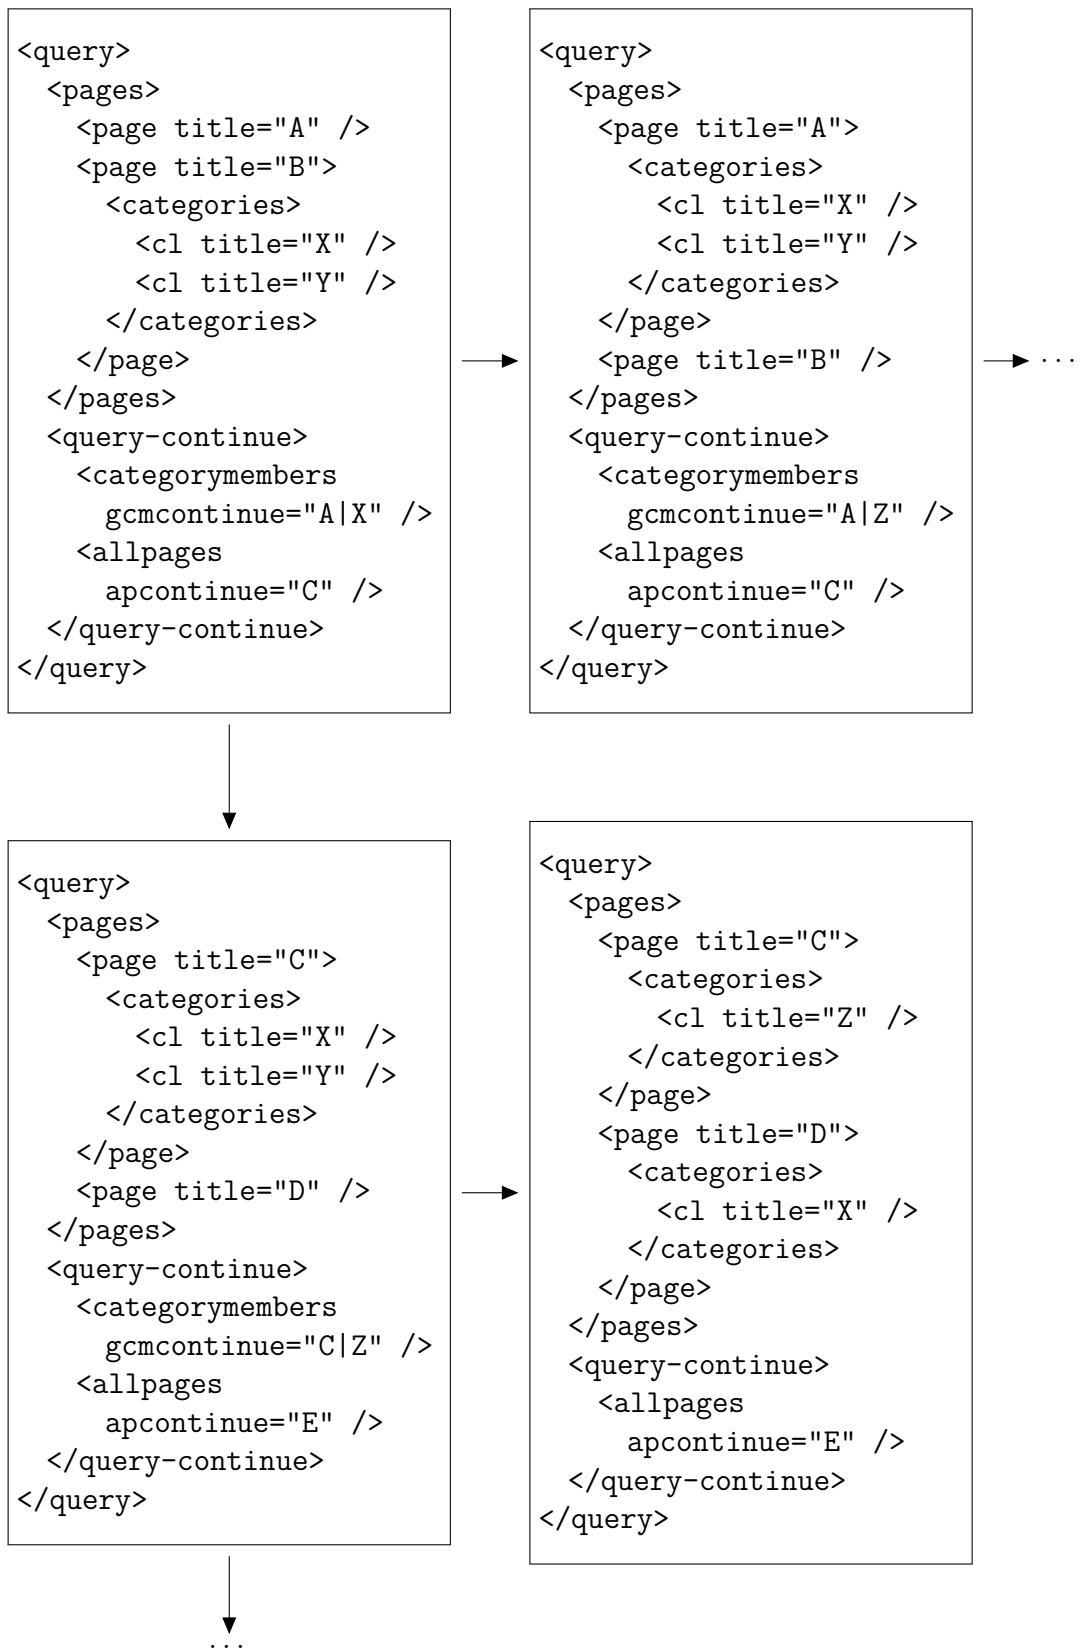 <query>
  <pages>
    <page title="A" />
    <page title="B">
      <categories>
        <cl title="X" />
        <cl title="Y" />
      </categories>
    </page>
  </pages>
  <query-continue>
    <categorymembers
      gcmcontinue="A|X" />
    <allpages
      apcontinue="C" />
  </query-continue>
</query>
<query>
  <pages>
    <page title="A">
      <categories>
        <cl title="X" />
        <cl title="Y" />
      </categories>
    </page>
    <page title="B" />
  </pages>
  <query-continue>
    <categorymembers
      gcmcontinue="A|Z" />
    <allpages
      apcontinue="C" />
  </query-continue>
</query>
...
<query>
  <pages>
    <page title="C">
      <categories>
        <cl title="X" />
        <cl title="Y" />
      </categories>
    </page>
    <page title="D" />
  </pages>
  <query-continue>
    <categorymembers
      gcmcontinue="C|Z" />
    <allpages
      apcontinue="E" />
  </query-continue>
</query>
<query>
  <pages>
    <page title="C">
      <categories>
        <cl title="Z" />
      </categories>
    </page>
    <page title="D">
      <categories>
        <cl title="X" />
      </categories>
    </page>
  </pages>
  <query-continue>
    <allpages
      apcontinue="E" />
  </query-continue>
</query>
...